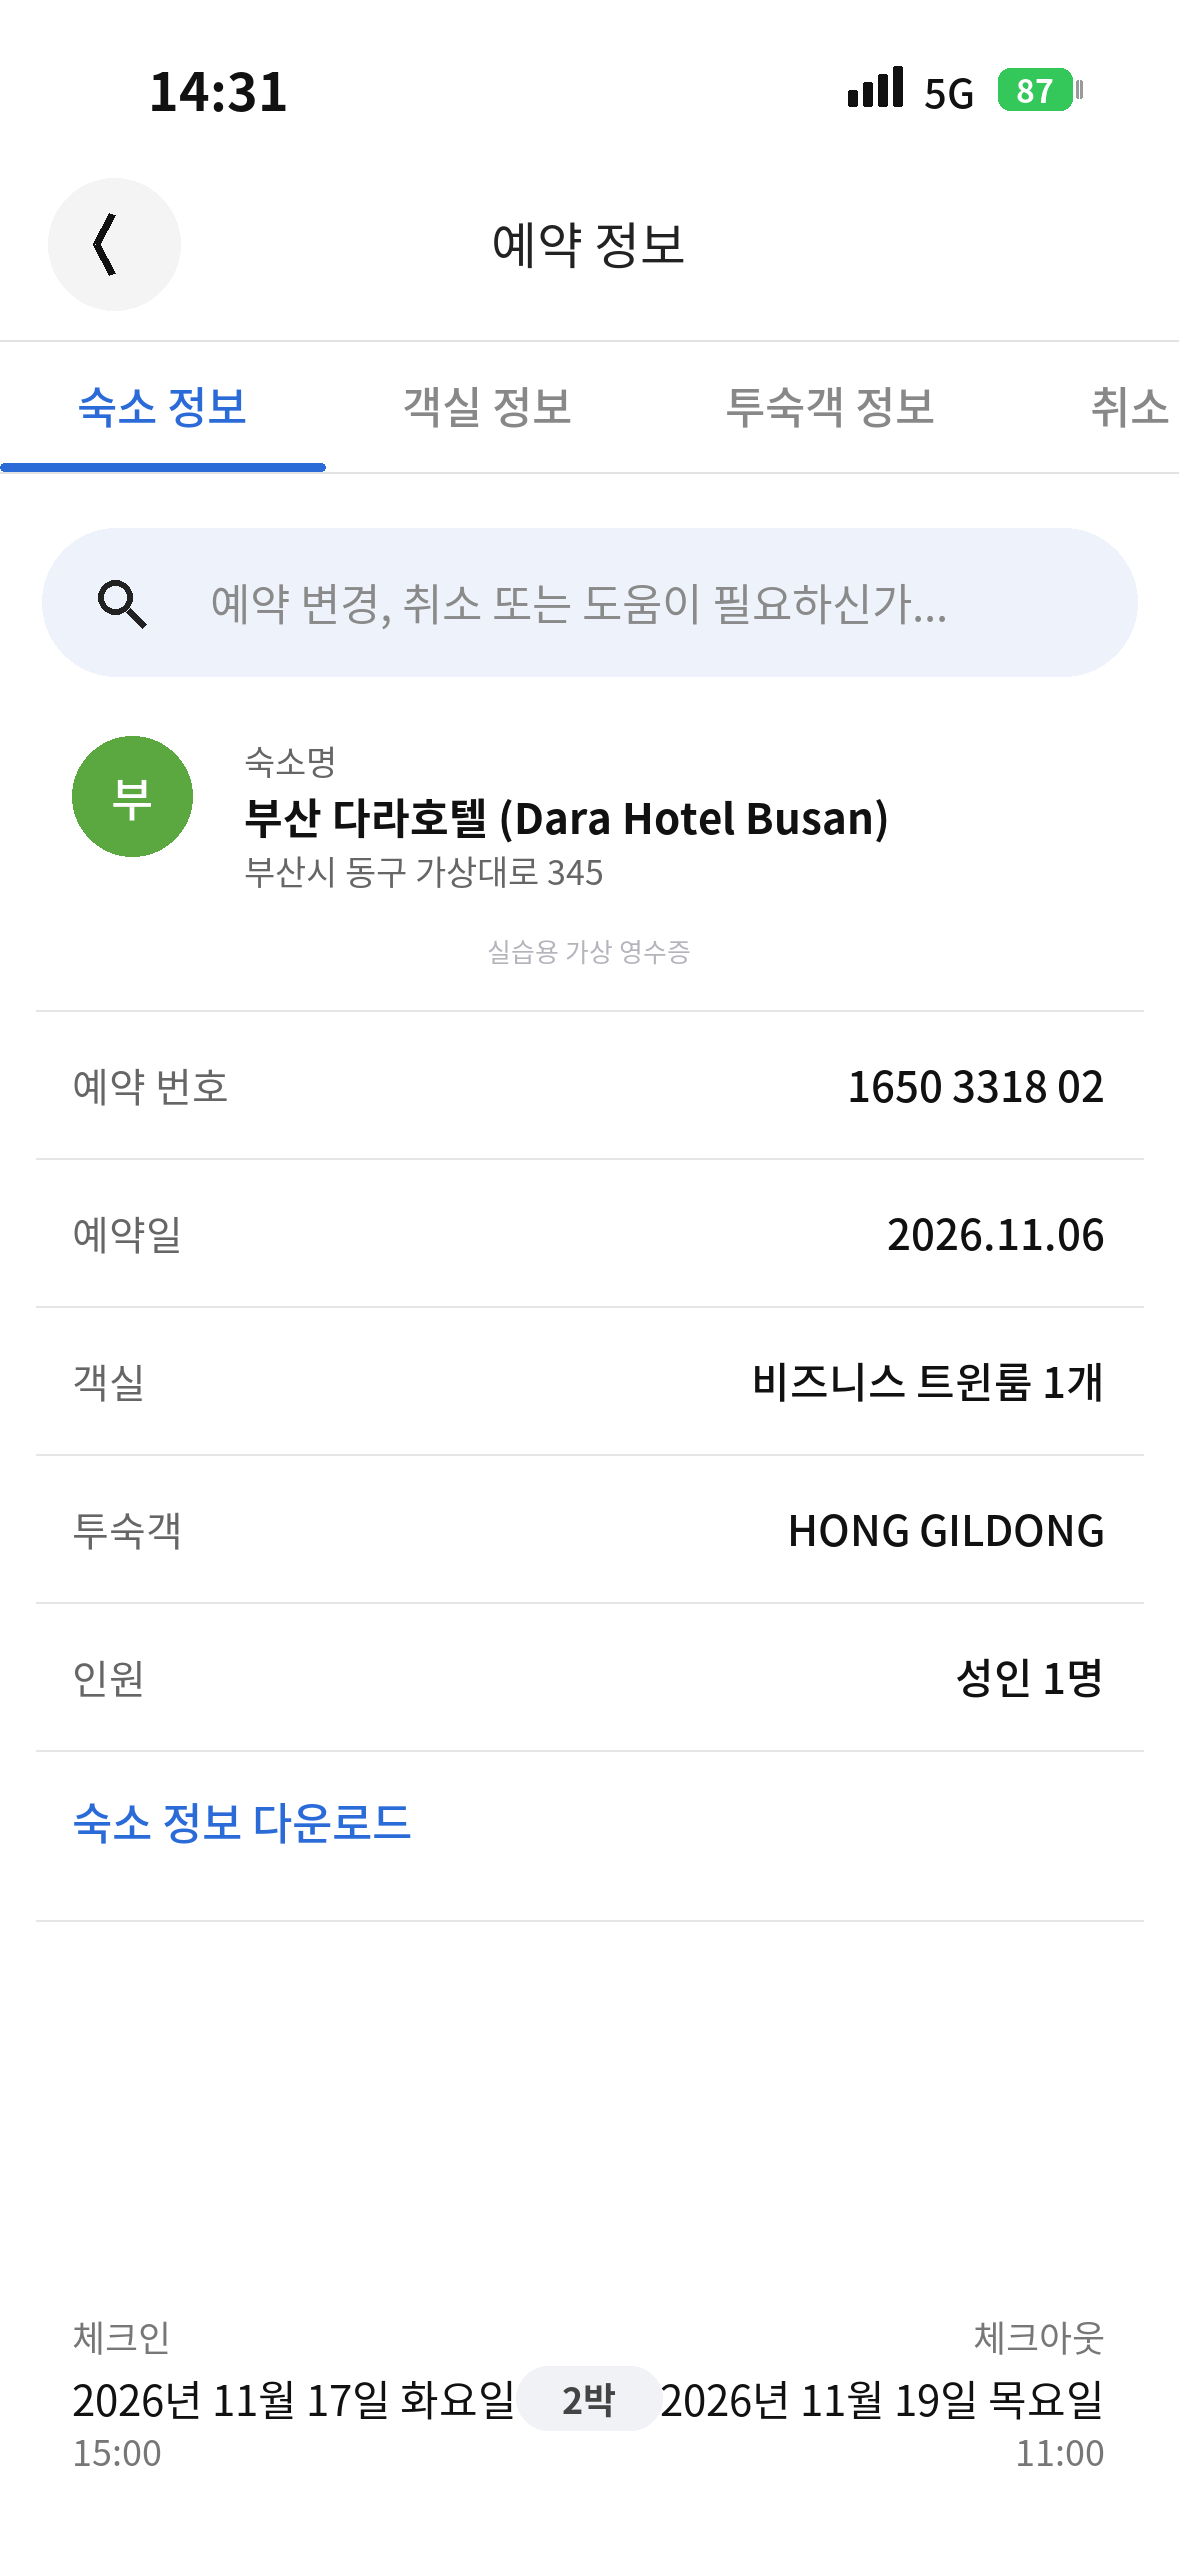 14:31
5G 87
예약 정보
숙소 정보 객실 정보 투숙객 정보 취소
예약 변경, 취소 또는 도움이 필요하신가...
부
숙소명
부산 다라호텔 (Dara Hotel Busan)
부산시 동구 가상대로 345
실습용 가상 영수증
예약 번호 1650 3318 02
예약일 2026.11.06
객실 비즈니스 트윈룸 1개
투숙객 HONG GILDONG
인원 성인 1명
숙소 정보 다운로드
체크인 체크아웃
2026년 11월 17일 화요일 2박 2026년 11월 19일 목요일
15:00 11:00